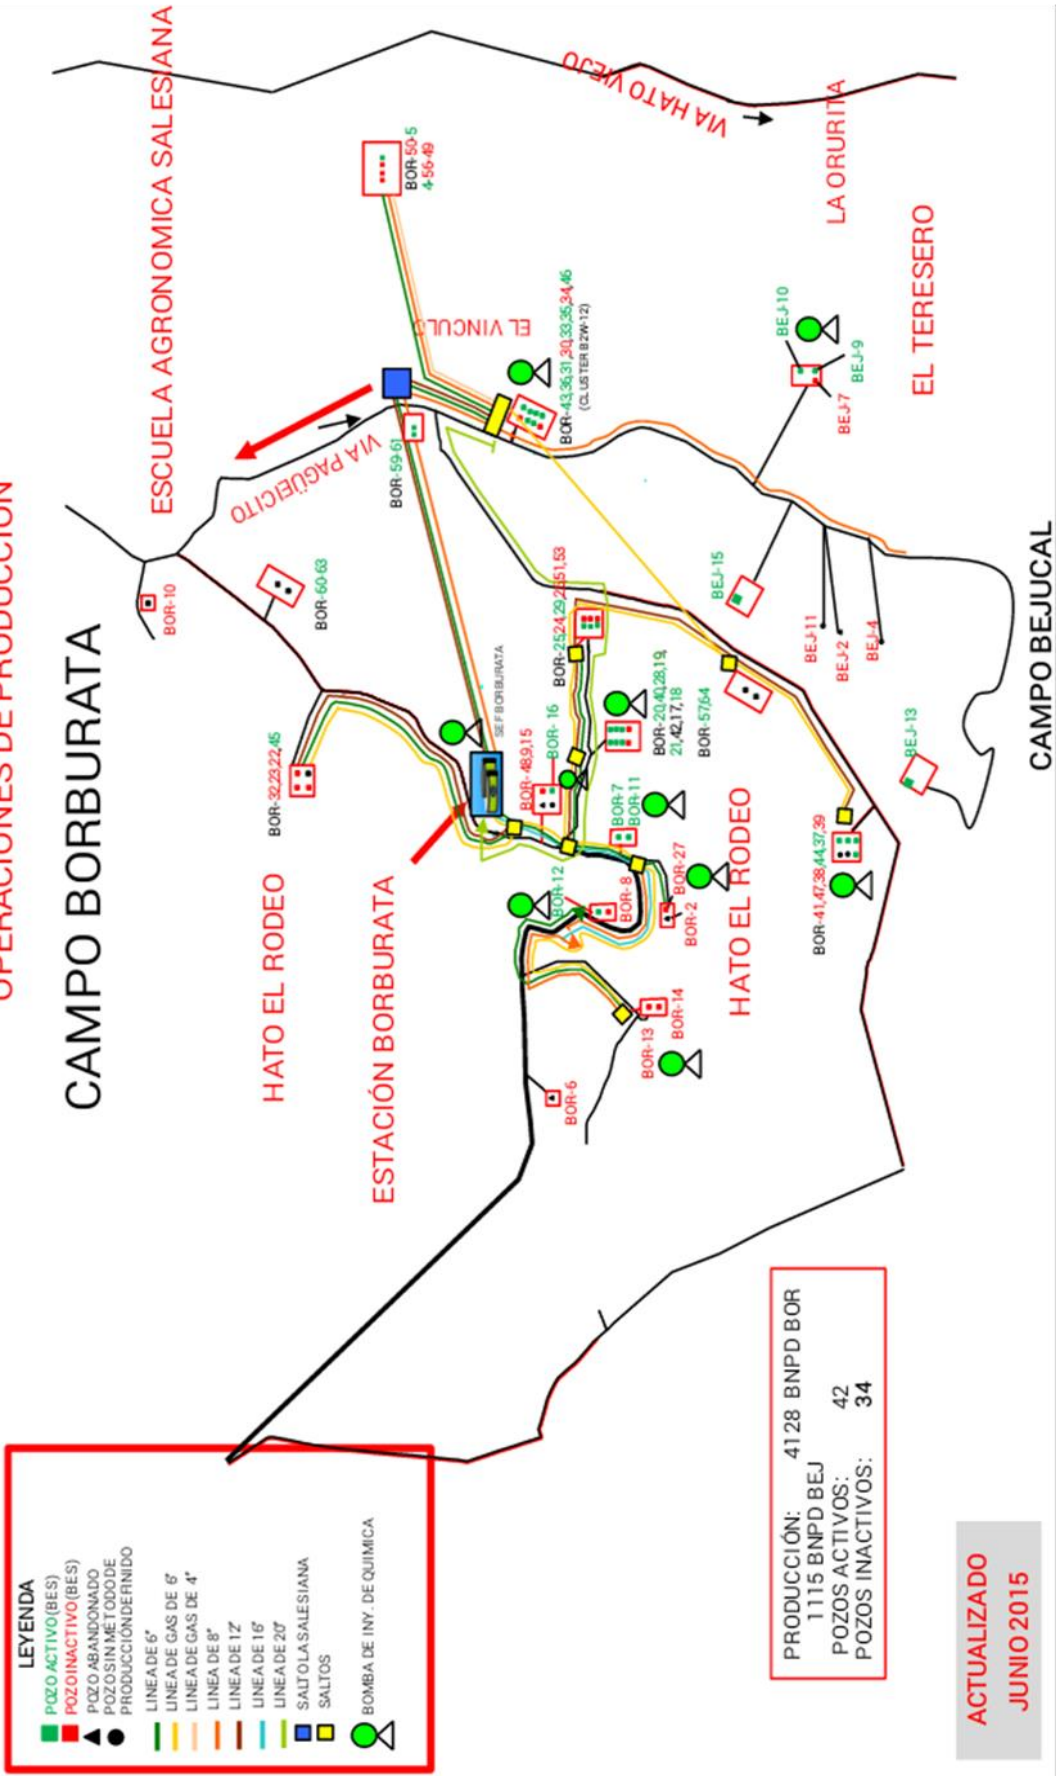 OPERACIONES DE PRODUCCIÓN
CAMPO BORBURATA
LEYENDA
POZO ACTIVO (BES)
POZO INACTIVO (BES)
POZO ABANDONADO
POZO SIN METODO DE
PRODUCCIÓN DEFINIDO
LINEA DE 6"
LINEA DE GAS DE 6"
LINEA DE GAS DE 4"
LINEA DE 8"
LINEA DE 12"
LINEA DE 16"
LINEA DE 20"
SALTO LA SALESIANA
SALTOS
BOMBA DE INY. DE QUIMICA
ESCUELA AGRONOMICA SALESIANA
BOR-10
VIA PAGÜEICITO
BOR-60-63
BOR-32,23,22,45
HATO EL RODEO
ESTACIÓN BORBURATA
BOR-59-61
SEF BORBURATA
BOR-50-5
4-56-49
EL VINCULO
VIA HATO VIEJO
BOR-43,36,31,30,33,35,34,46
(CLUSTER B2W-12)
BOR-48,9,15
BOR-16
BOR-12
BOR-6
BOR-8
BOR-7
BOR-11
BOR-20,40,28,19,
21,42,17,18
BOR-57,64
BOR-27
BOR-2
BOR-13
BOR-14
HATO EL RODEO
BEJ-10
BEJ-9
BEJ-7
BEJ-15
BEJ-11
BEJ-2
BEJ-4
BEJ-13
BOR-41,47,38,44,37,39
LA ORURITA
EL TERESERO
CAMPO BEJUCAL
PRODUCCIÓN: 4128 BNPD BOR
1115 BNPD BEJ
POZOS ACTIVOS: 42
POZOS INACTIVOS: 34
ACTUALIZADO
JUNIO 2015